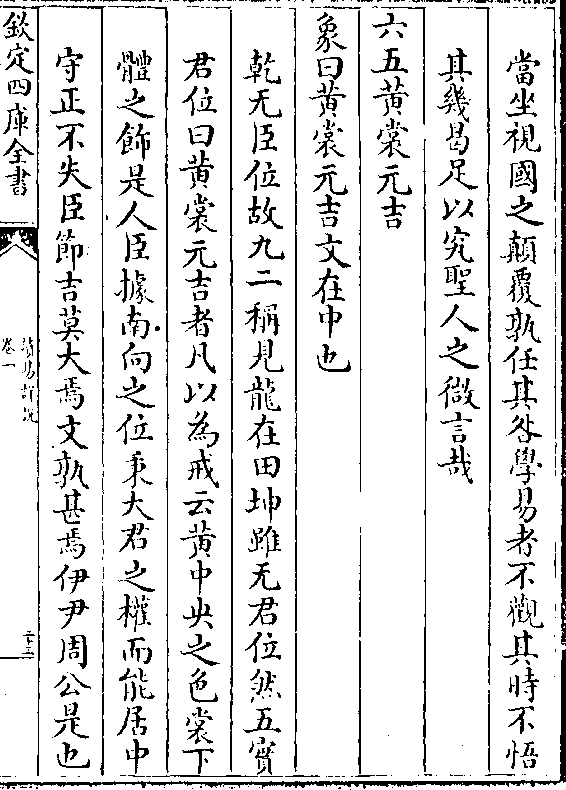 當坐視國之顛覆孰任其咎學易者不觀其時不悟
其幾曷足以究聖人之微言哉
六五黃裳元吉
象曰黃裳元吉文在中也
乾无臣位故九二稱見龍在田坤雖无君位然五實
君位曰黃裳元吉者凡以為戒云黃中央之色裳下
體之飾是人臣據南向之位秉大君之權而能居中
守正不失臣節吉莫大焉文孰甚焉伊尹周公是也
欽定四庫全書
讀易詳說
卷一
二十三